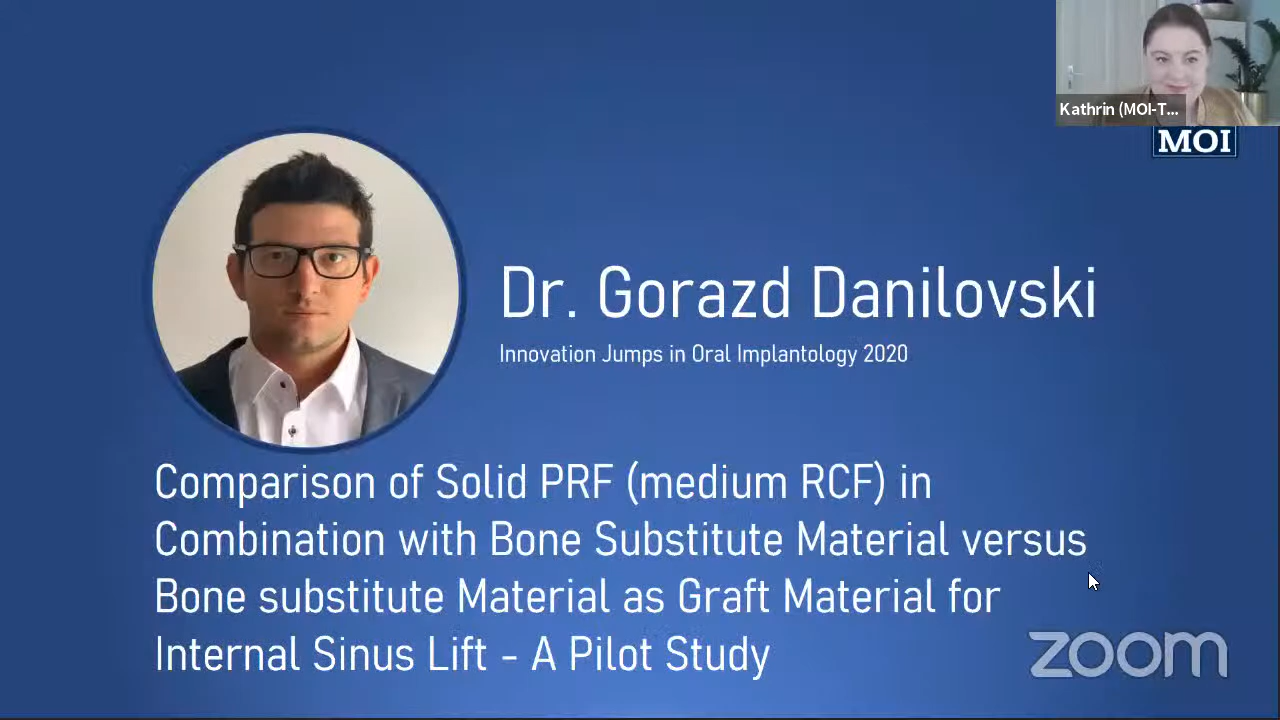 Kathrin (MOI-T...
MOI
Dr. Gorazd Danilovski
Innovation Jumps in Oral Implantology 2020
Comparison of Solid PRF (medium RCF) in
Combination with Bone Substitute Material versus
Bone substitute Material as Graft Material for
Internal Sinus Lift - A Pilot Study
zoom